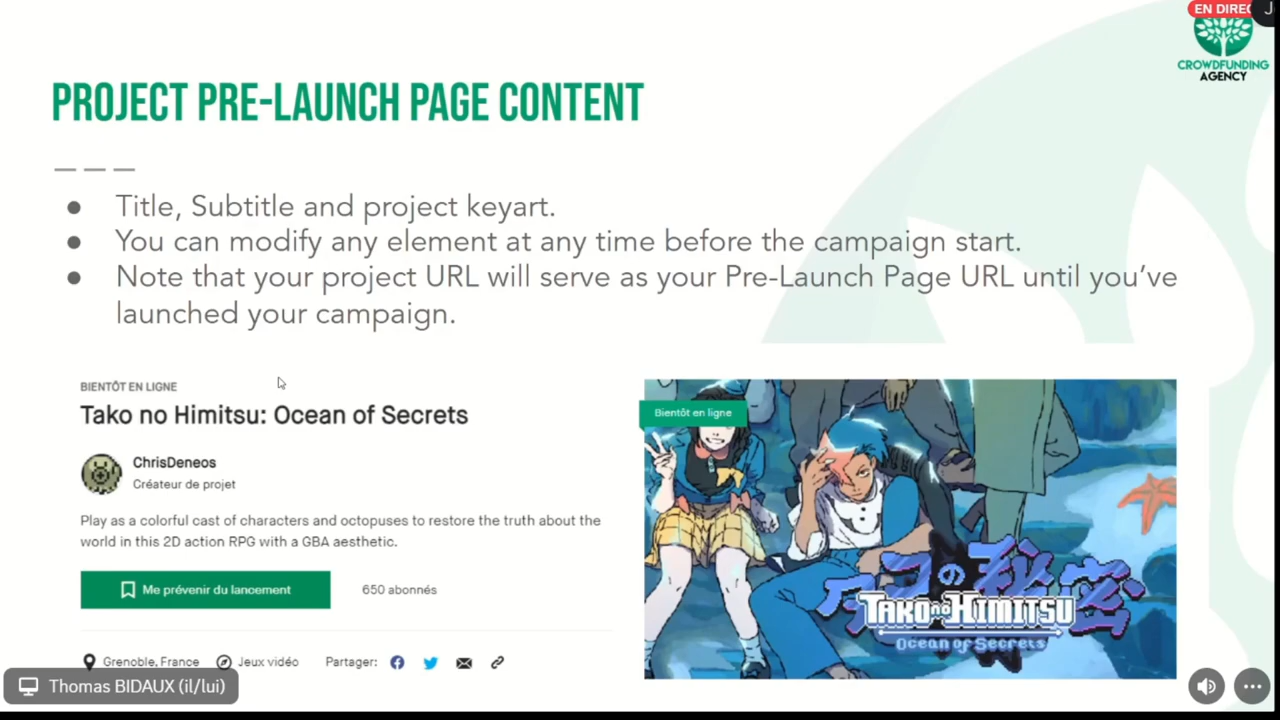 EN DIREC
J
CROWDFUNDING
AGENCY
PROJECT PRE-LAUNCH PAGE CONTENT
● Title, Subtitle and project keyart.
● You can modify any element at any time before the campaign start.
● Note that your project URL will serve as your Pre-Launch Page URL until you’ve
launched your campaign.
BIENTÔT EN LIGNE
Tako no Himitsu: Ocean of Secrets
ChrisDeneos
Créateur de projet
Play as a colorful cast of characters and octopuses to restore the truth about the
world in this 2D action RPG with a GBA aesthetic.
Me prévenir du lancement
650 abonnés
Grenoble, France
Jeux vidéo
Partager:
Bientôt en ligne
タコの秘密
TAKO no HIMITSU
Ocean of Secrets
Thomas BIDAUX (il/lui)